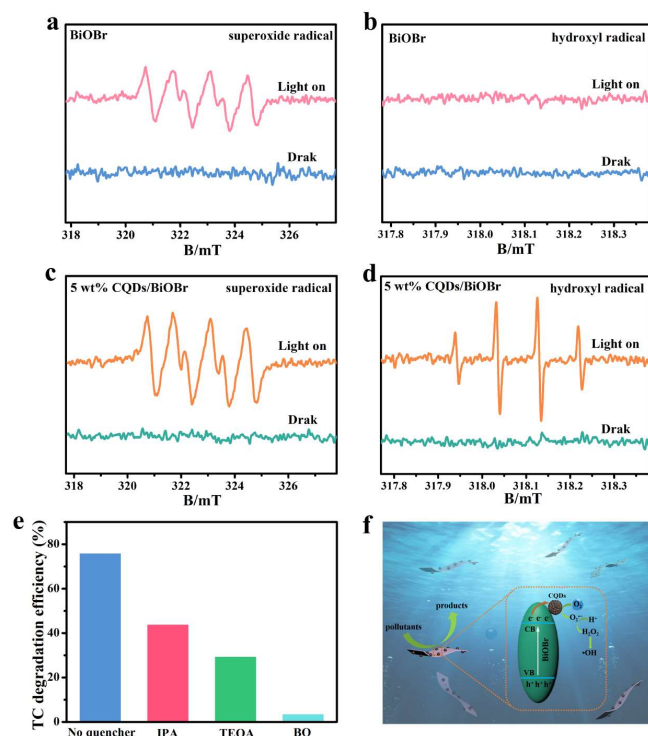 a
BiOBr
superoxide radical
Light on
Drak
318 320 322 324 326
B/mT
b
BiOBr
hydroxyl radical
Light on
Drak
317.8 317.9 318.0 318.1 318.2 318.3
B/mT
c
5 wt% CQDs/BiOBr
superoxide radical
Light on
Drak
318 320 322 324 326
B/mT
d
5 wt% CQDs/BiOBr
hydroxyl radical
Light on
Drak
317.8 317.9 318.0 318.1 318.2 318.3
B/mT
e
TC degradation efficiency (%)
80
60
40
20
0
No quencher IPA TEOA BQ
f
pollutants
products
CQDs
e⁻ e⁻ e⁻
CB
BiOBr
VB
h⁺ h⁺ h⁺
O₂
O₂·⁻
H⁺
H₂O₂
•OH